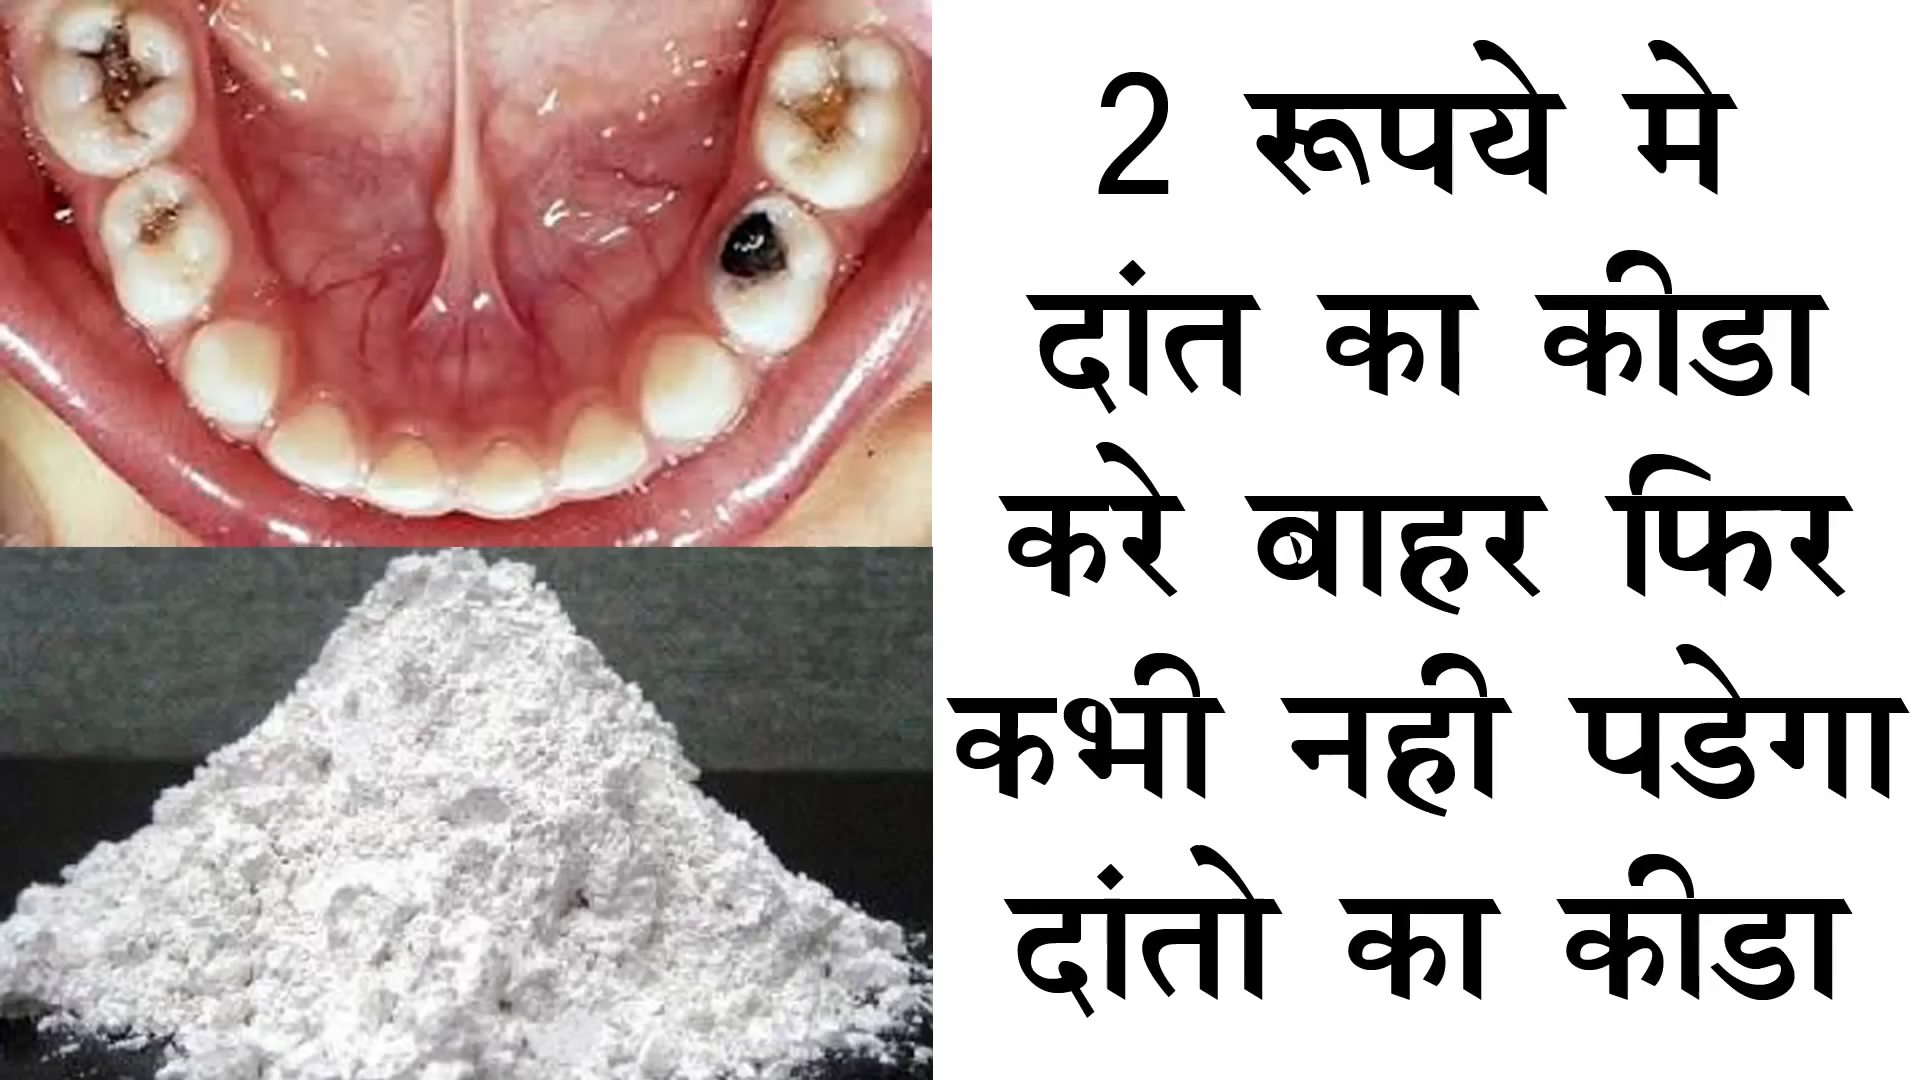 2 रूपये मे
दांत का कीडा
करे बाहर फिर
कभी नही पडेगा
दांतो का कीडा